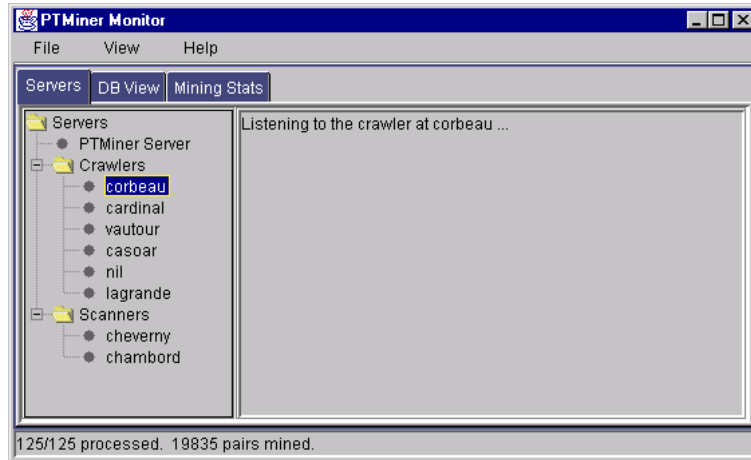 PTMiner Monitor
File View Help
Servers DB View Mining Stats
Servers
PTMiner Server
Crawlers
corbeau
cardinal
vautour
casoar
nil
lagrande
Scanners
cheverny
chambord
Listening to the crawler at corbeau ...
125/125 processed. 19835 pairs mined.